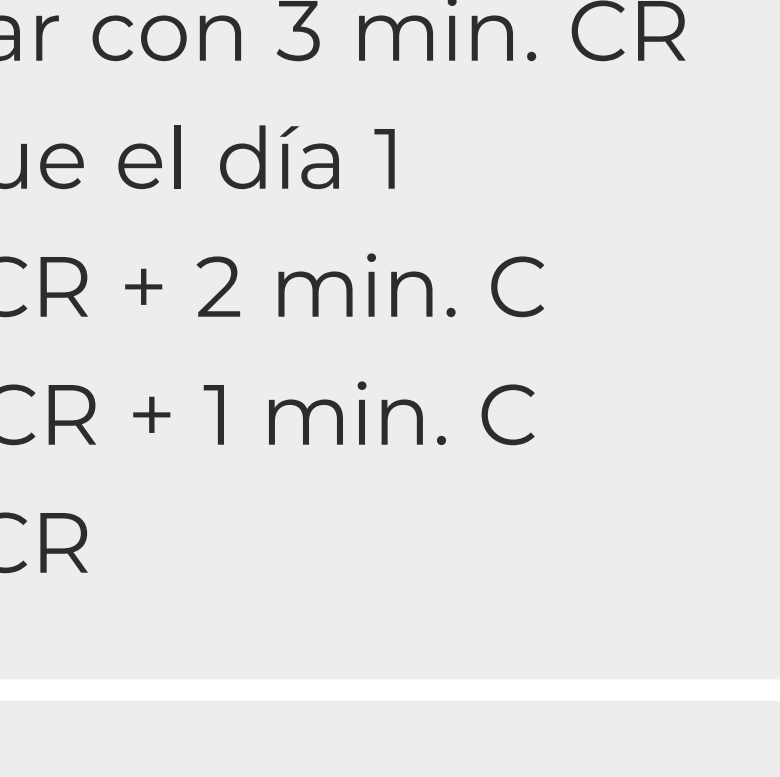 ar con 3 min. CR
ue el día 1
CR + 2 min. C
CR + 1 min. C
CR